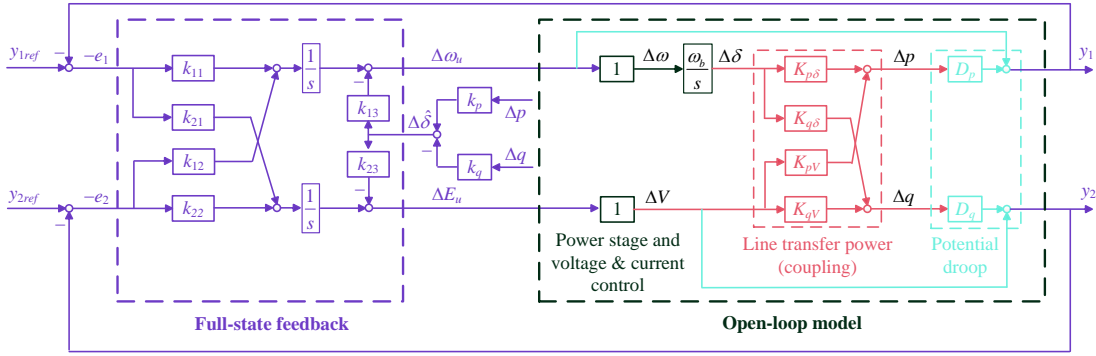 y1ref
−
−e1
k11
1/s
−
Δωu
1
Δω
ωb/s
Δδ
Kpδ
Δp
Dp
y1
k21
k13
Δδ̂
kp
Δp
Kqδ
k12
k23
−
kq
Δq
KpV
y2ref
−
−e2
k22
1/s
−
ΔEu
1
ΔV
KqV
Δq
Dq
y2
Power stage and
voltage & current
control
Line transfer power
(coupling)
Potential
droop
Full-state feedback
Open-loop model